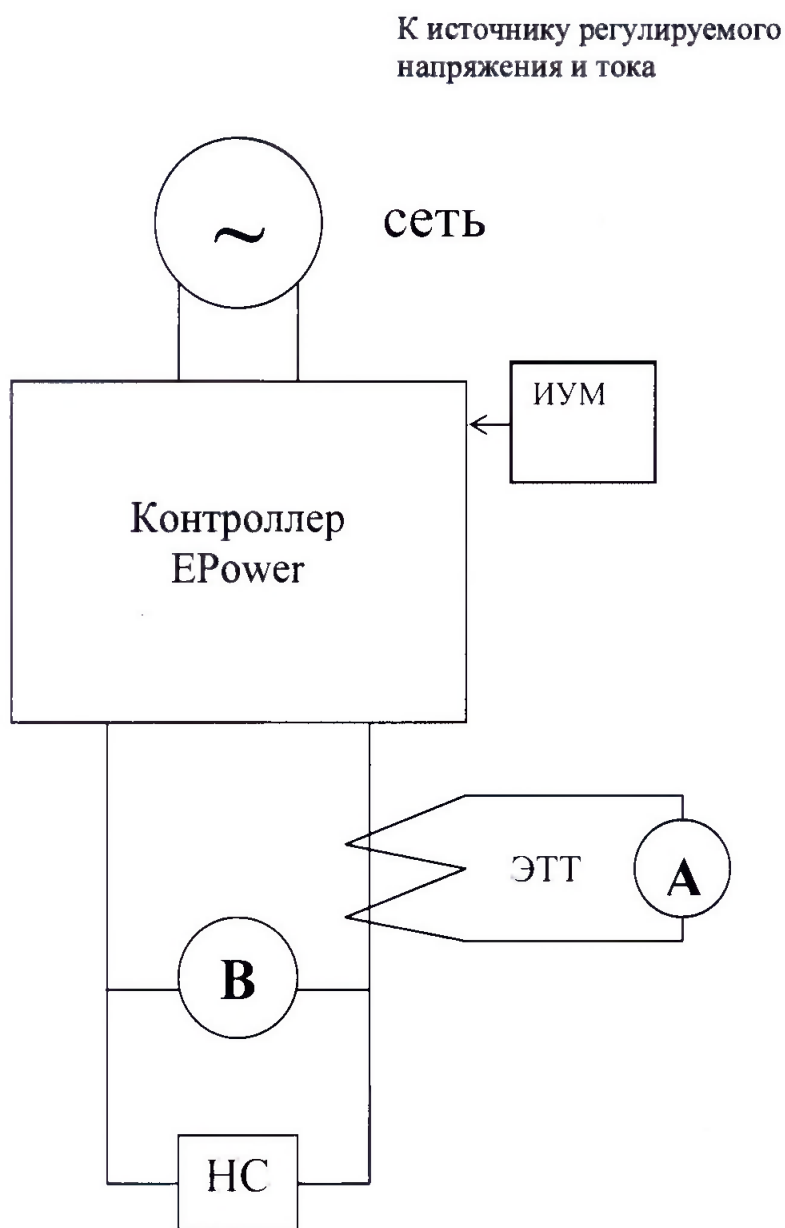 К источнику регулируемого
напряжения и тока
~
сеть
ИУМ
Контроллер
EPower
ЭТТ
А
В
НС